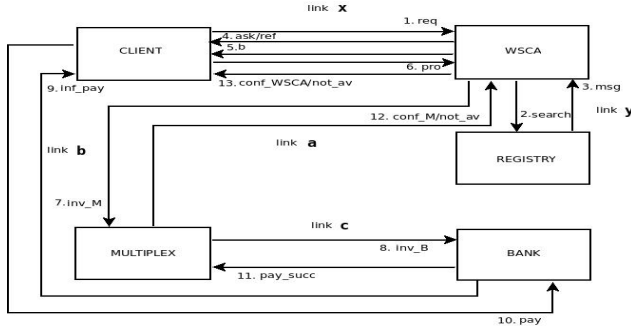 link x
1. req
CLIENT
4. ask/ref
5. b
WSCA
6. pro
9. inf_pay
13. conf_WSCA/not_av
3. msg
12. conf_M/not_av
2.search
link y
link b
link a
REGISTRY
7. inv_M
link c
MULTIPLEX
8. inv_B
BANK
11. pay_succ
10. pay